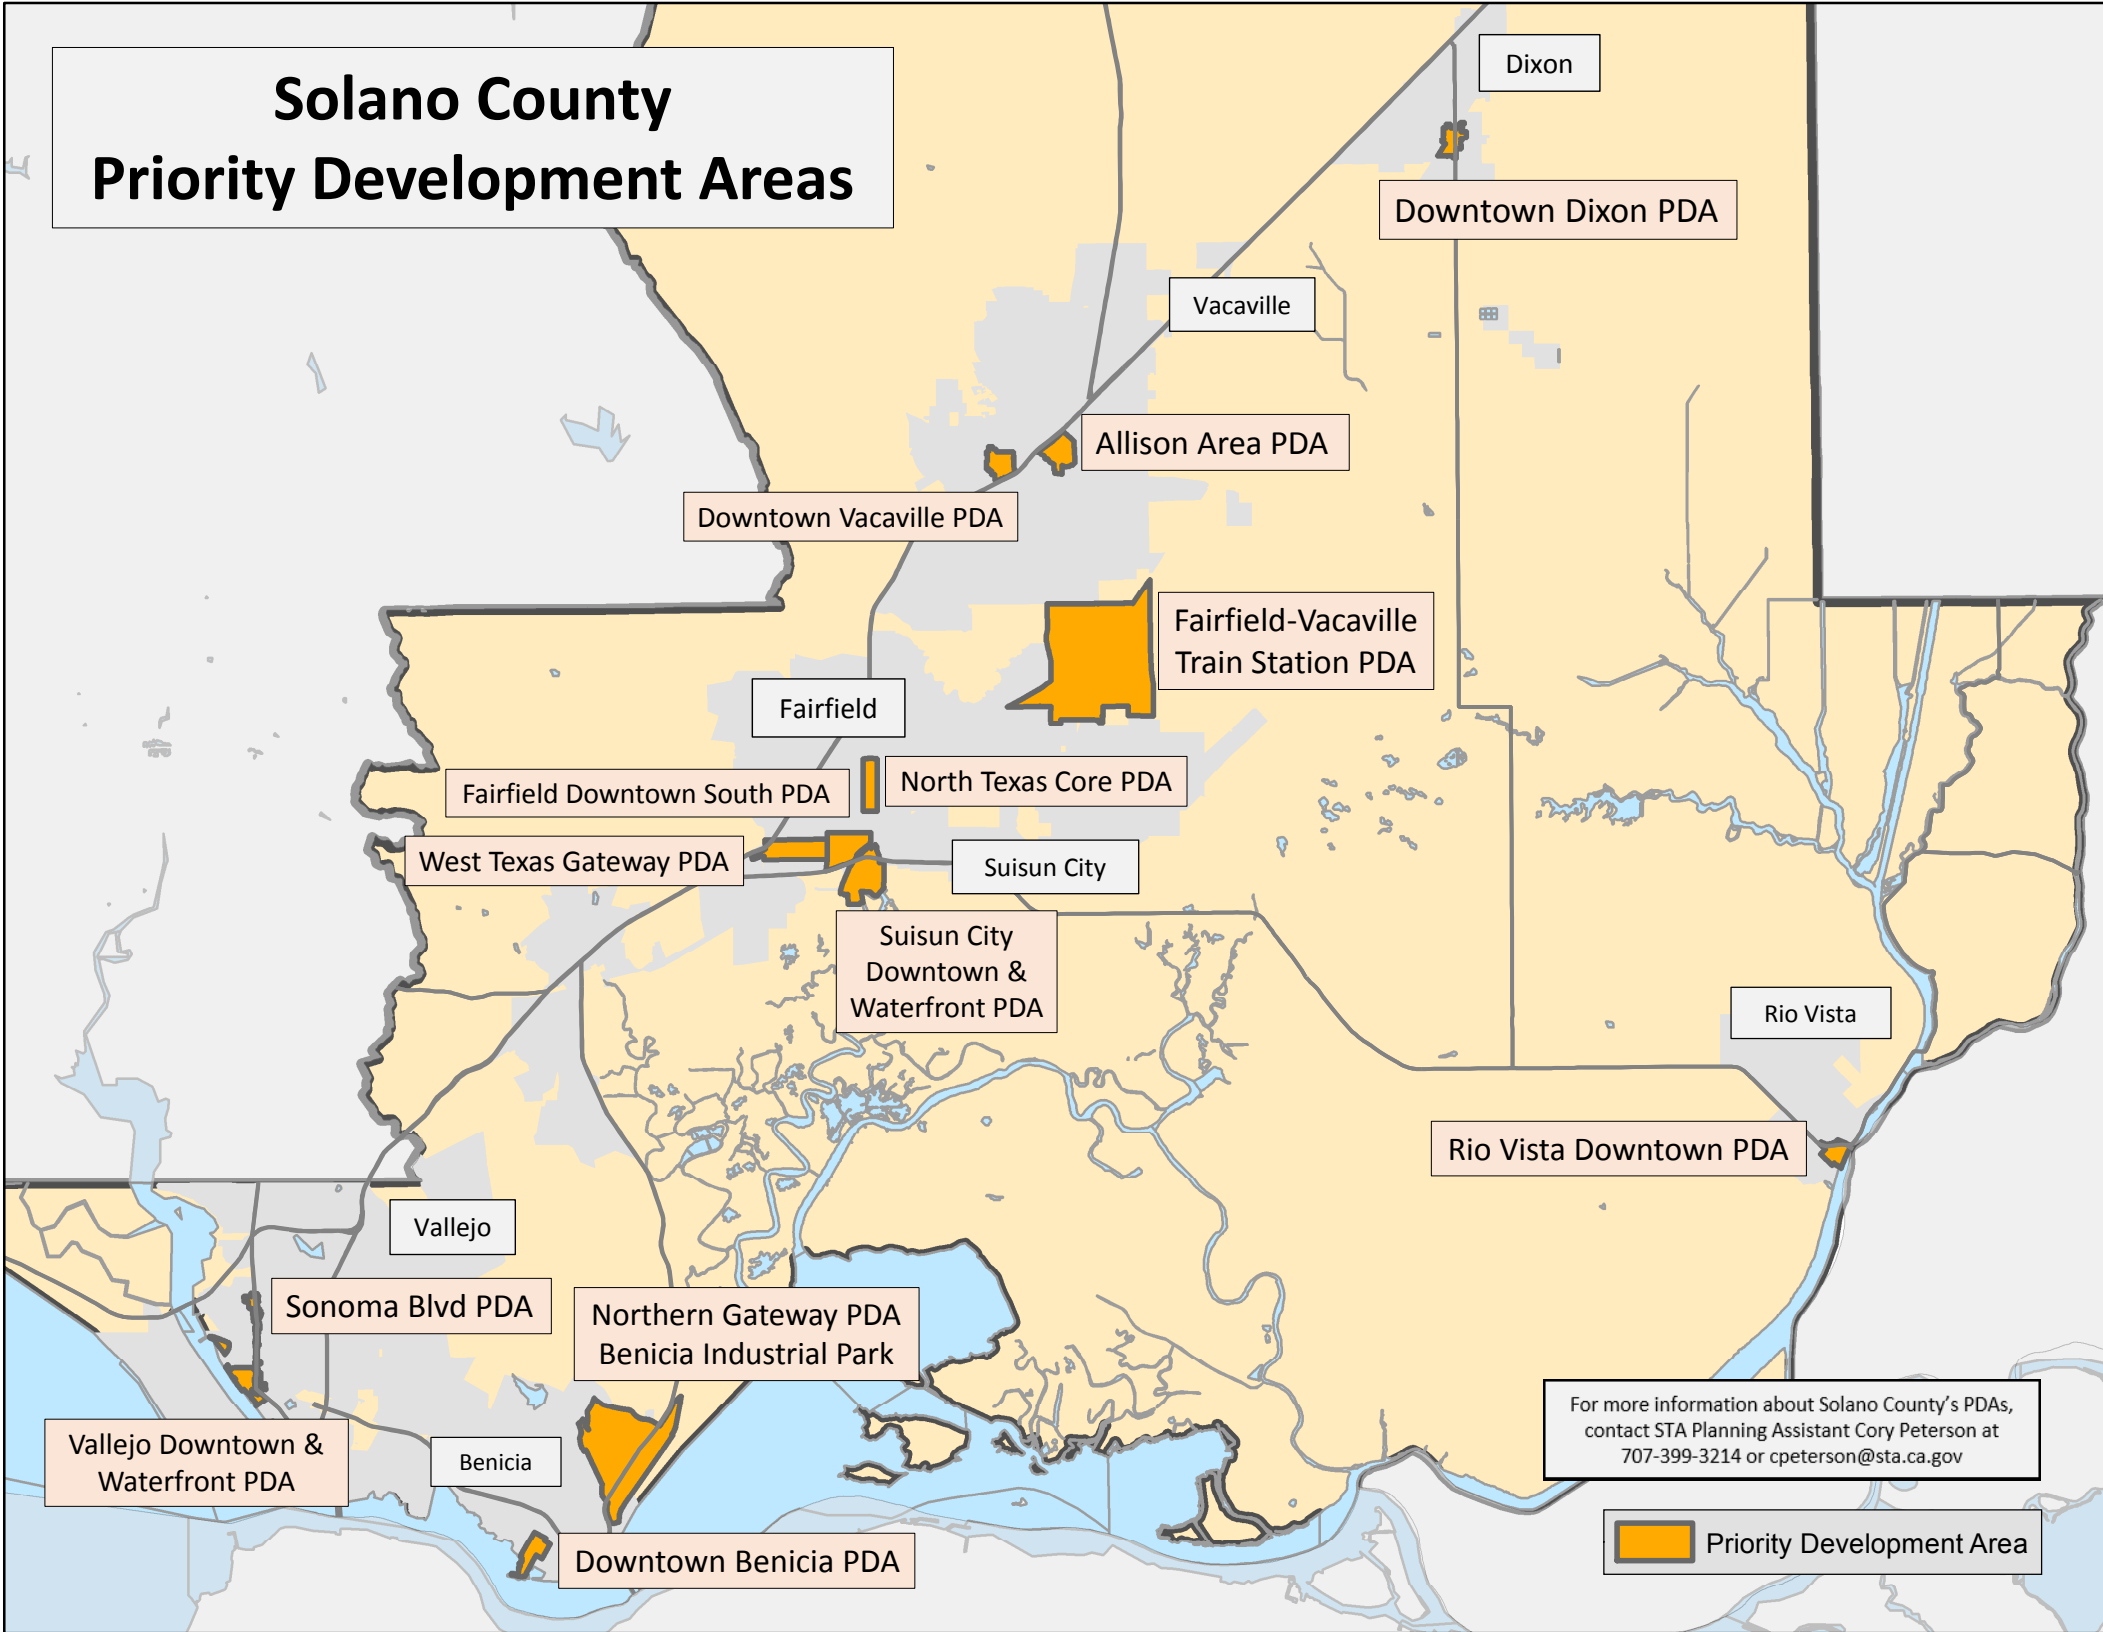 Solano County
Priority Development Areas
Dixon
Downtown Dixon PDA
Vacaville
Allison Area PDA
Downtown Vacaville PDA
Fairfield-Vacaville
Train Station PDA
Fairfield
North Texas Core PDA
Fairfield Downtown South PDA
West Texas Gateway PDA
Suisun City
Suisun City
Downtown &
Waterfront PDA
Rio Vista
Rio Vista Downtown PDA
Vallejo
Sonoma Blvd PDA
Northern Gateway PDA
Benicia Industrial Park
Vallejo Downtown &
Waterfront PDA
Benicia
Downtown Benicia PDA
For more information about Solano County's PDAs,
contact STA Planning Assistant Cory Peterson at
707-399-3214 or cpeterson@sta.ca.gov
Priority Development Area